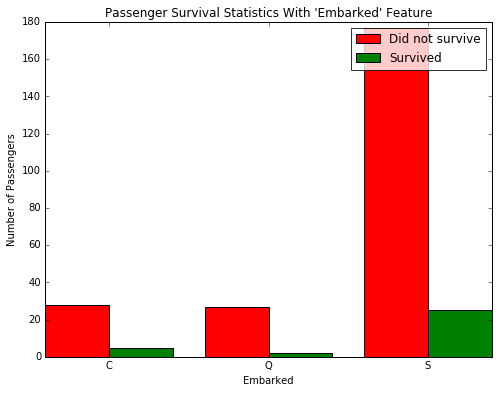 Passenger Survival Statistics With 'Embarked' Feature
Did not survive
Survived
Number of Passengers
180
160
140
120
100
80
60
40
20
0
C Q S
Embarked